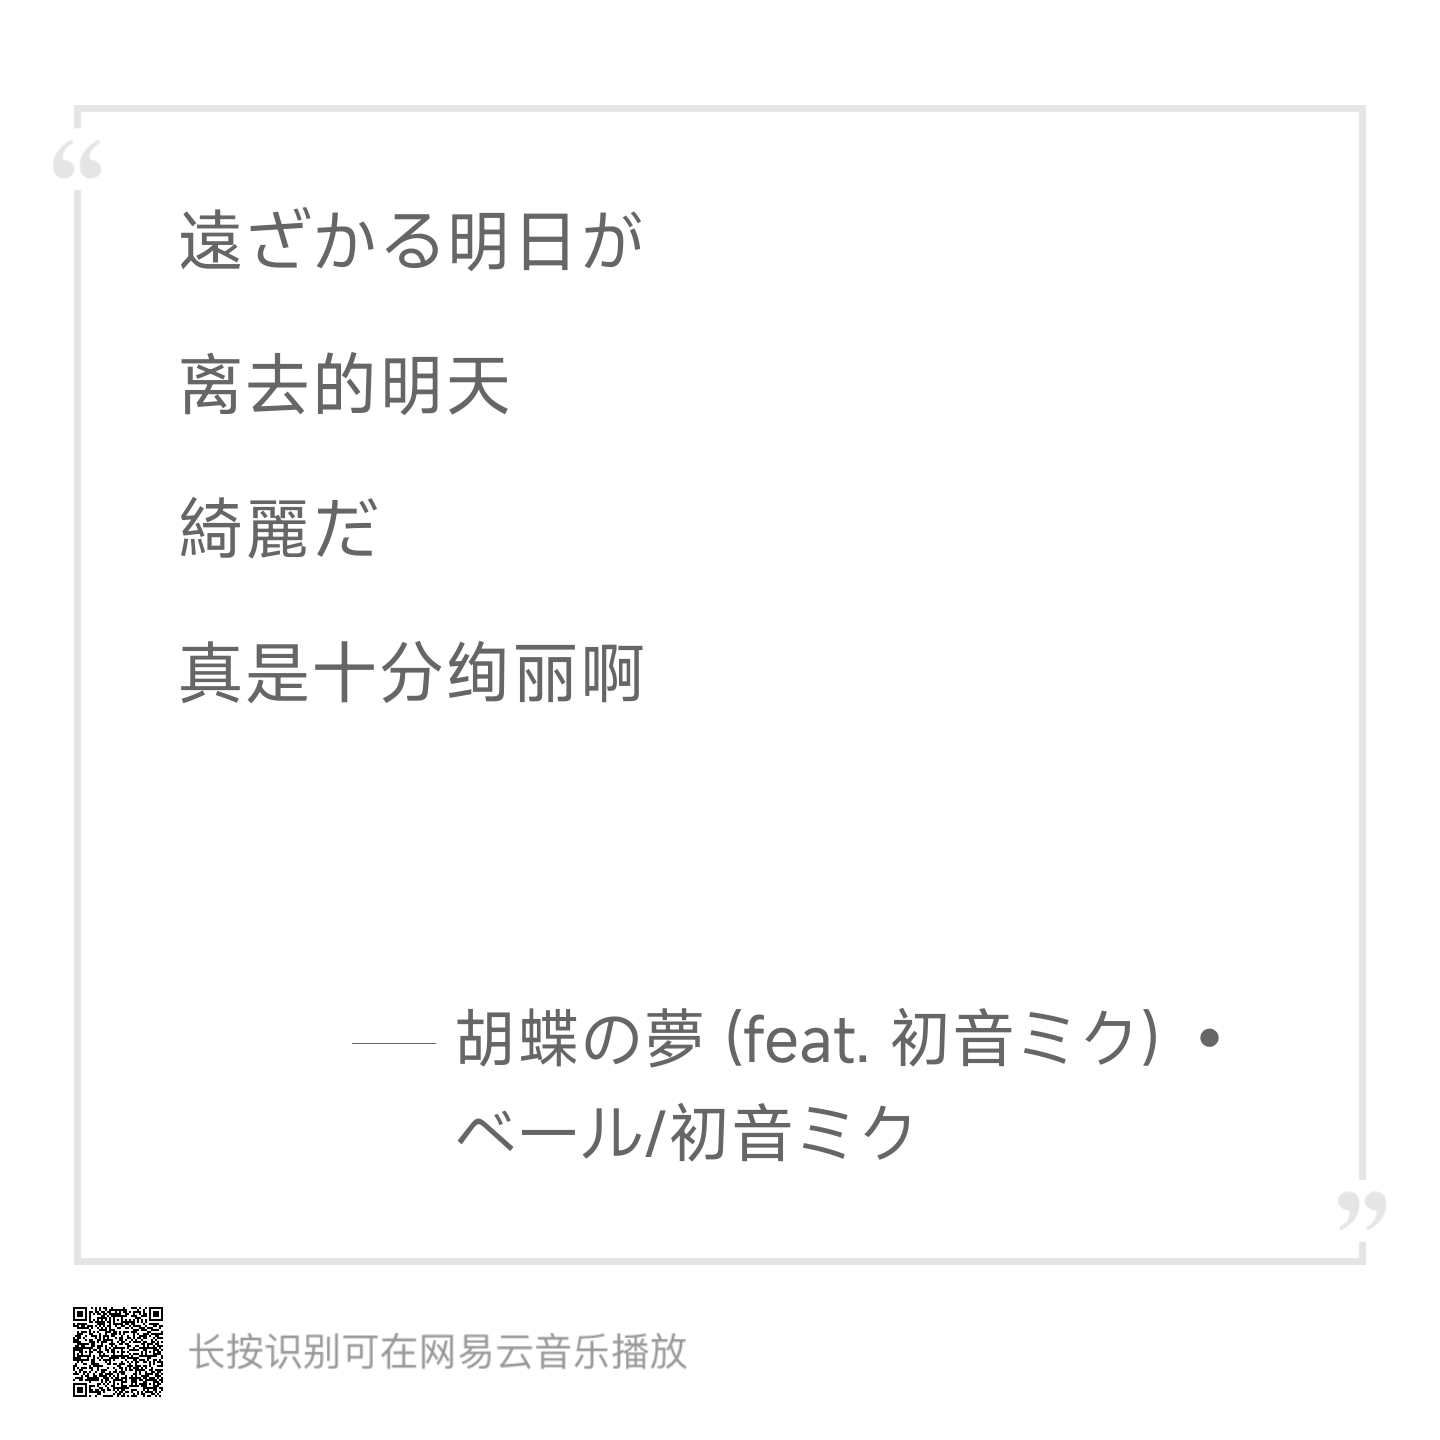 “
遠ざかる明日が
离去的明天
綺麗だ
真是十分绚丽啊
—— 胡蝶の夢 (feat. 初音ミク) •
ベール/初音ミク
”
长按识别可在网易云音乐播放